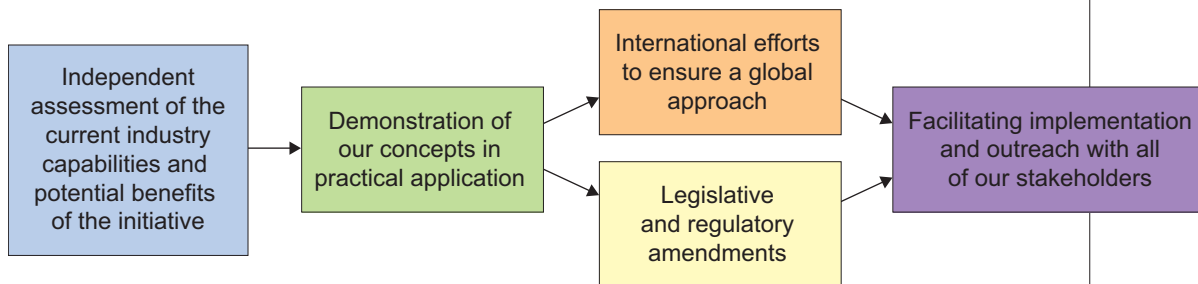 Independent
assessment of the
current industry
capabilities and
potential benefits
of the initiative
Demonstration of
our concepts in
practical application
International efforts
to ensure a global
approach
Legislative
and regulatory
amendments
Facilitating implementation
and outreach with all
of our stakeholders